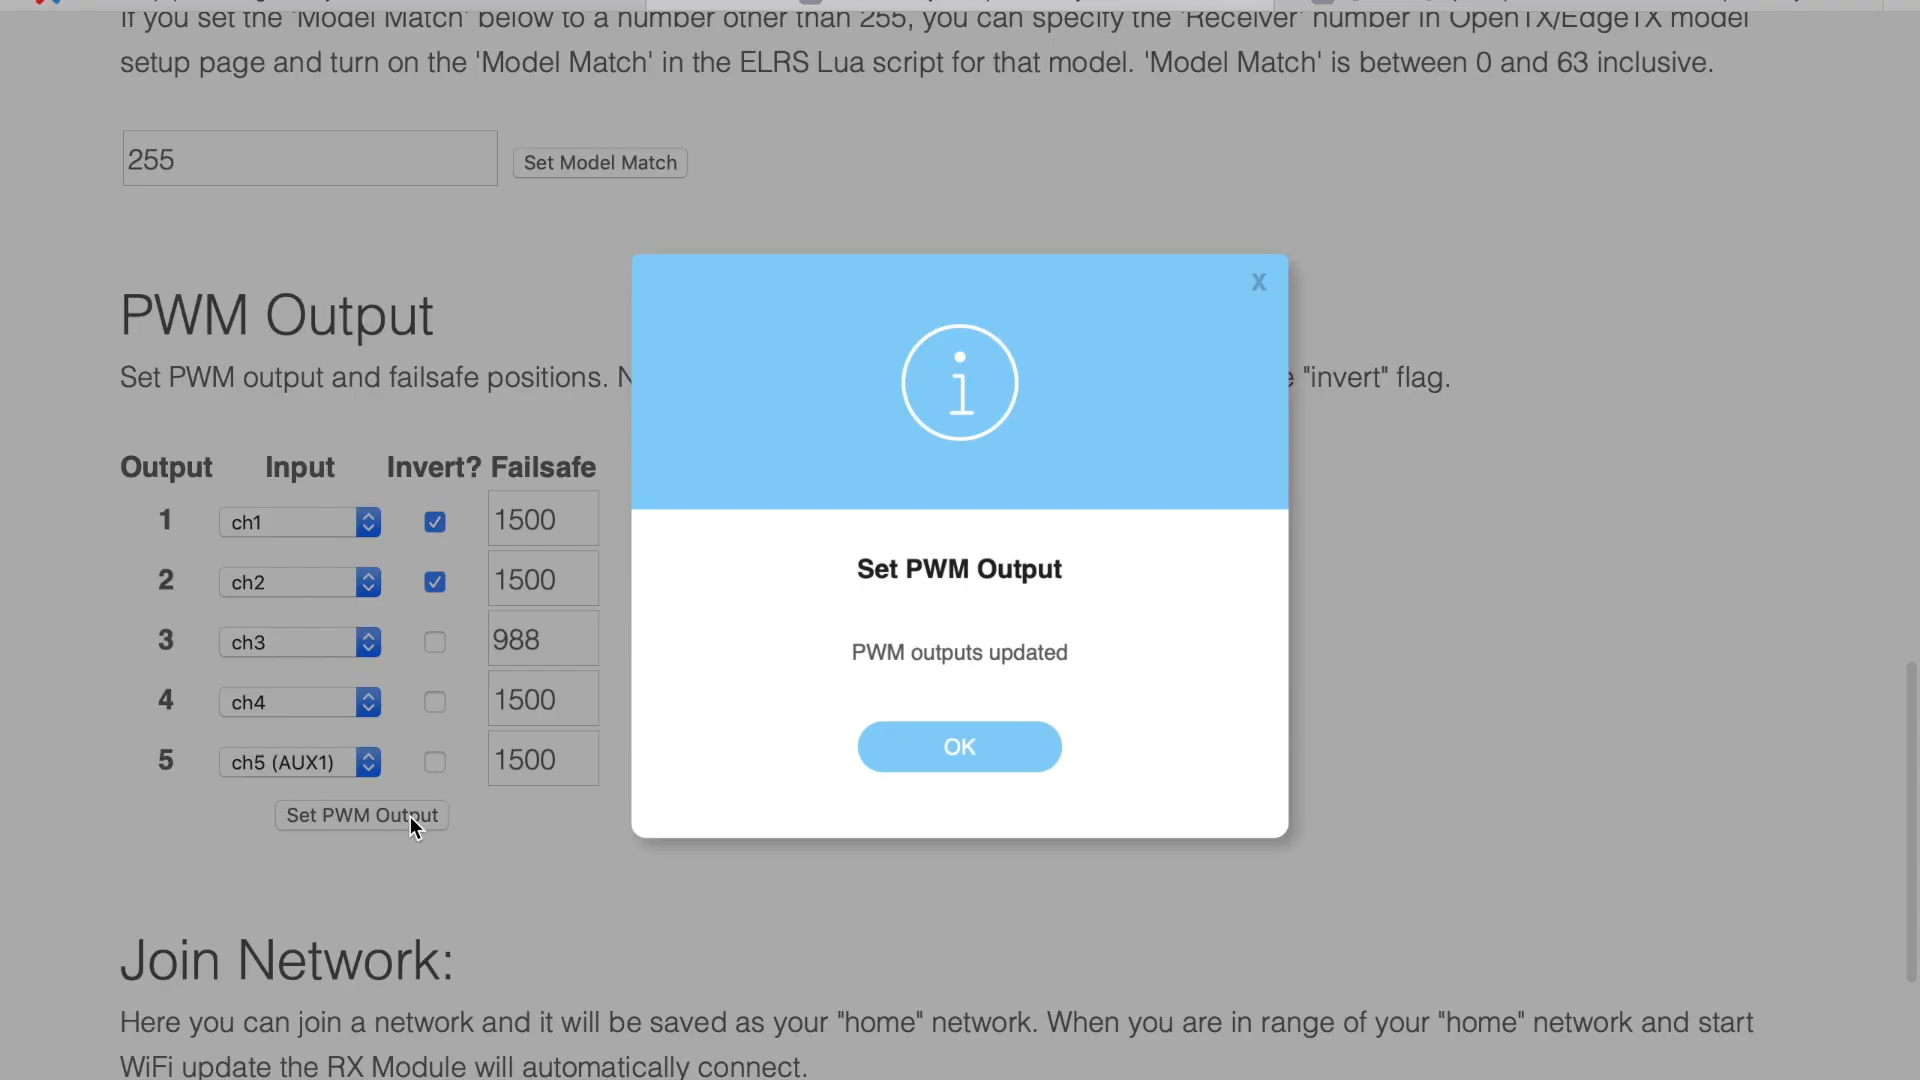 If you set the 'Model Match' below to a number other than 255, you can specify the 'Receiver' number in OpenTX/EdgeTX model
setup page and turn on the 'Model Match' in the ELRS Lua script for that model. 'Model Match' is between 0 and 63 inclusive.
255
Set Model Match
PWM Output
Set PWM output and failsafe positions.
"invert" flag.
Output Input Invert? Failsafe
1 ch1 1500
2 ch2 1500
3 ch3 988
4 ch4 1500
5 ch5 (AUX1) 1500
Set PWM Output
X
i
Set PWM Output
PWM outputs updated
OK
Join Network:
Here you can join a network and it will be saved as your "home" network. When you are in range of your "home" network and start
WiFi update the RX Module will automatically connect.